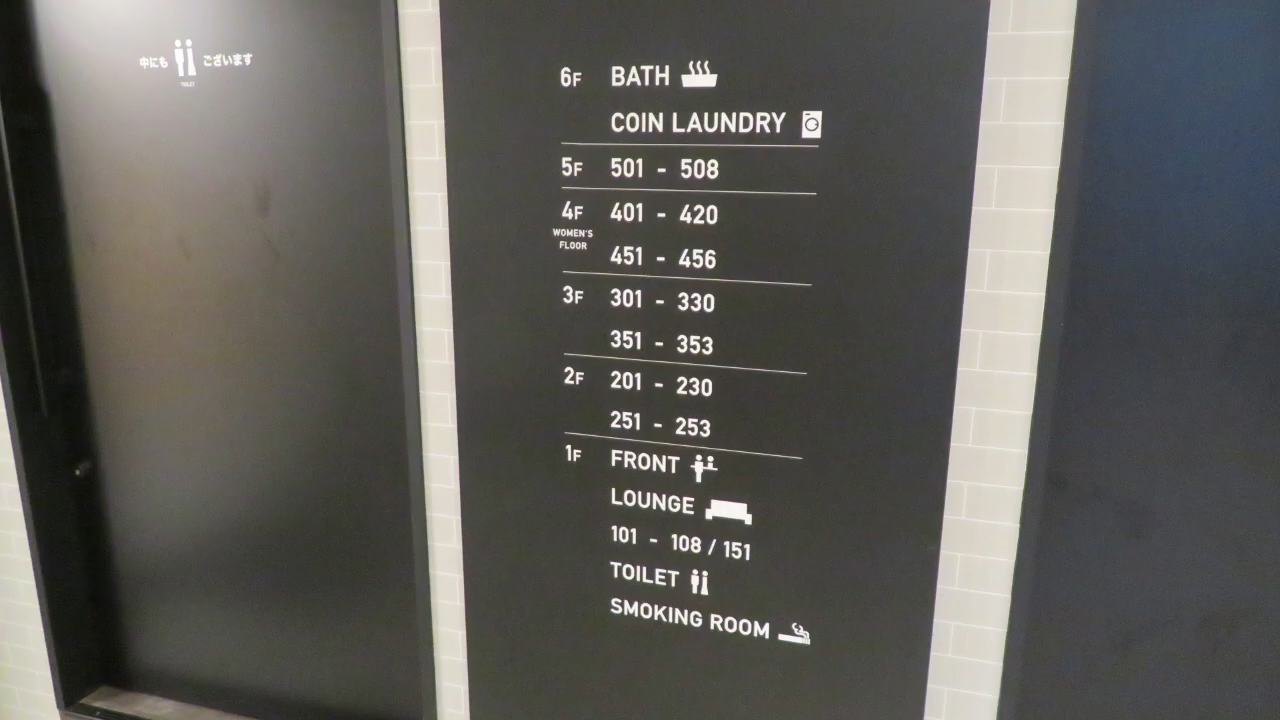 中にも ございます
TOILET
6F BATH
COIN LAUNDRY
5F 501 - 508
4F 401 - 420
WOMEN'S
FLOOR
451 - 456
3F 301 - 330
351 - 353
2F 201 - 230
251 - 253
1F FRONT
LOUNGE
101 - 108 / 151
TOILET
SMOKING ROOM